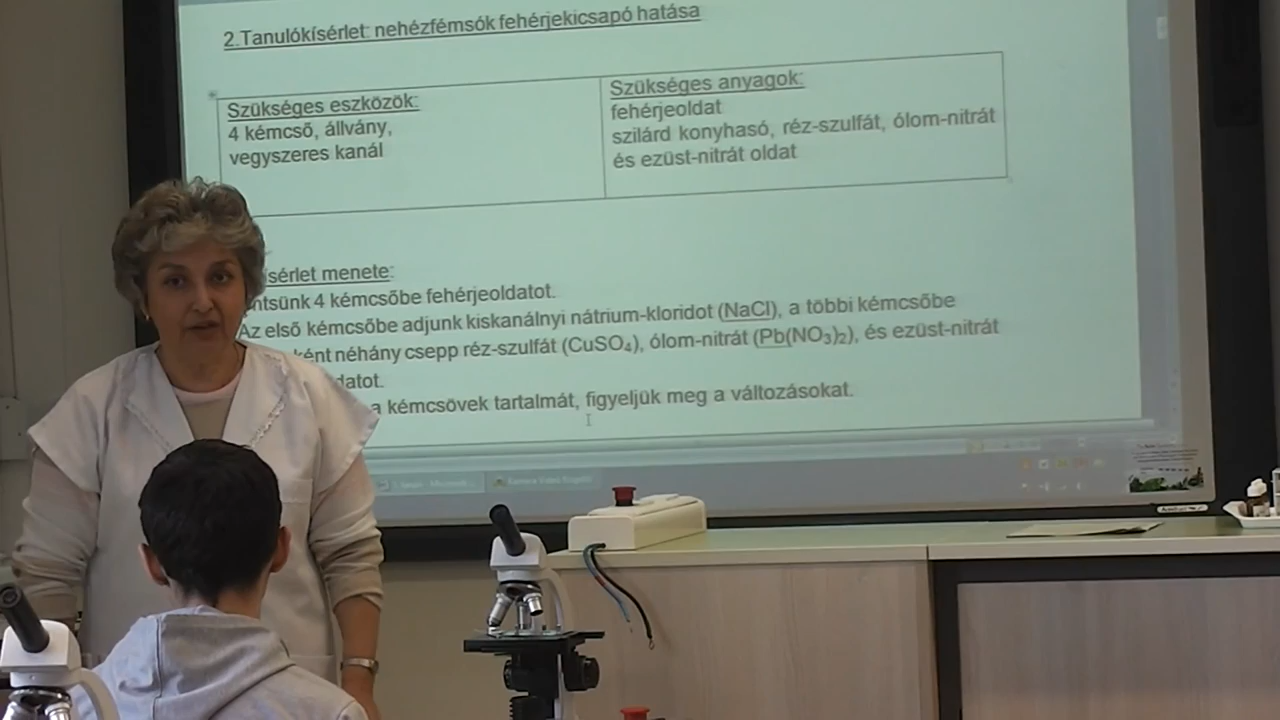 2.Tanulókísérlet: nehézfémsók fehérjekicsapó hatása
Szükséges eszközök:
4 kémcső, állvány,
vegyszeres kanál
Szükséges anyagok:
fehérjeoldat
szilárd konyhasó, réz-szulfát, ólom-nitrát
és ezüst-nitrát oldat
sérlet menete:
ntsünk 4 kémcsőbe fehérjeoldatot.
Az első kémcsőbe adjunk kiskanálnyi nátrium-kloridot (NaCl), a többi kémcsőbe
ként néhány csepp réz-szulfát (CuSO₄), ólom-nitrát (Pb(NO₃)₂), és ezüst-nitrát
datot.
a kémcsövek tartalmát, figyeljük meg a változásokat.